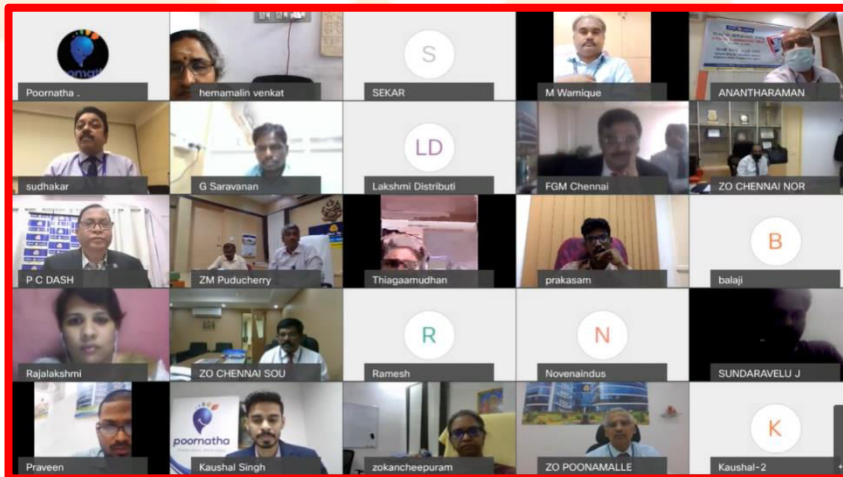 Poornatha .
hemamalin venkat
S
SEKAR
M Warnique
ANANTHARAMAN
sudhakar
G Saravanan
LD
Lakshmi Distributi
FGM Chennai
ZO CHENNAI NOR
P C DASH
ZM Puducherry
Thiagaamudhan
prakasam
B
balaji
Rajalakshmi
ZO CHENNAI SOU
R
Ramesh
N
Novenaindus
SUNDARAVELU J
Praveen
poornatha
Kaushal Singh
zokancheepuram
ZO POONAMALLE
K
Kaushal-2